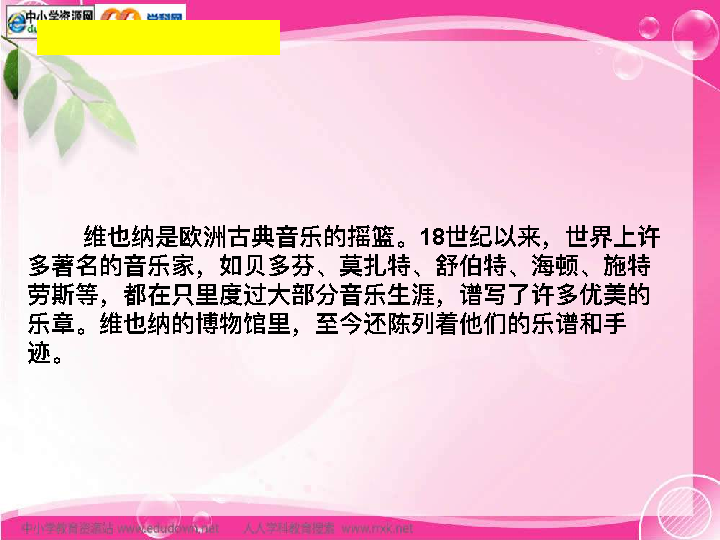 中小学资源网
学科网
维也纳是欧洲古典音乐的摇篮。18世纪以来，世界上许
多著名的音乐家，如贝多芬、莫扎特、舒伯特、海顿、施特
劳斯等，都在只里度过大部分音乐生涯，谱写了许多优美的
乐章。维也纳的博物馆里，至今还陈列着他们的乐谱和手
迹。
中小学教育资源站 www.edudown.net 人人学科教育搜索 www.rrxk.net